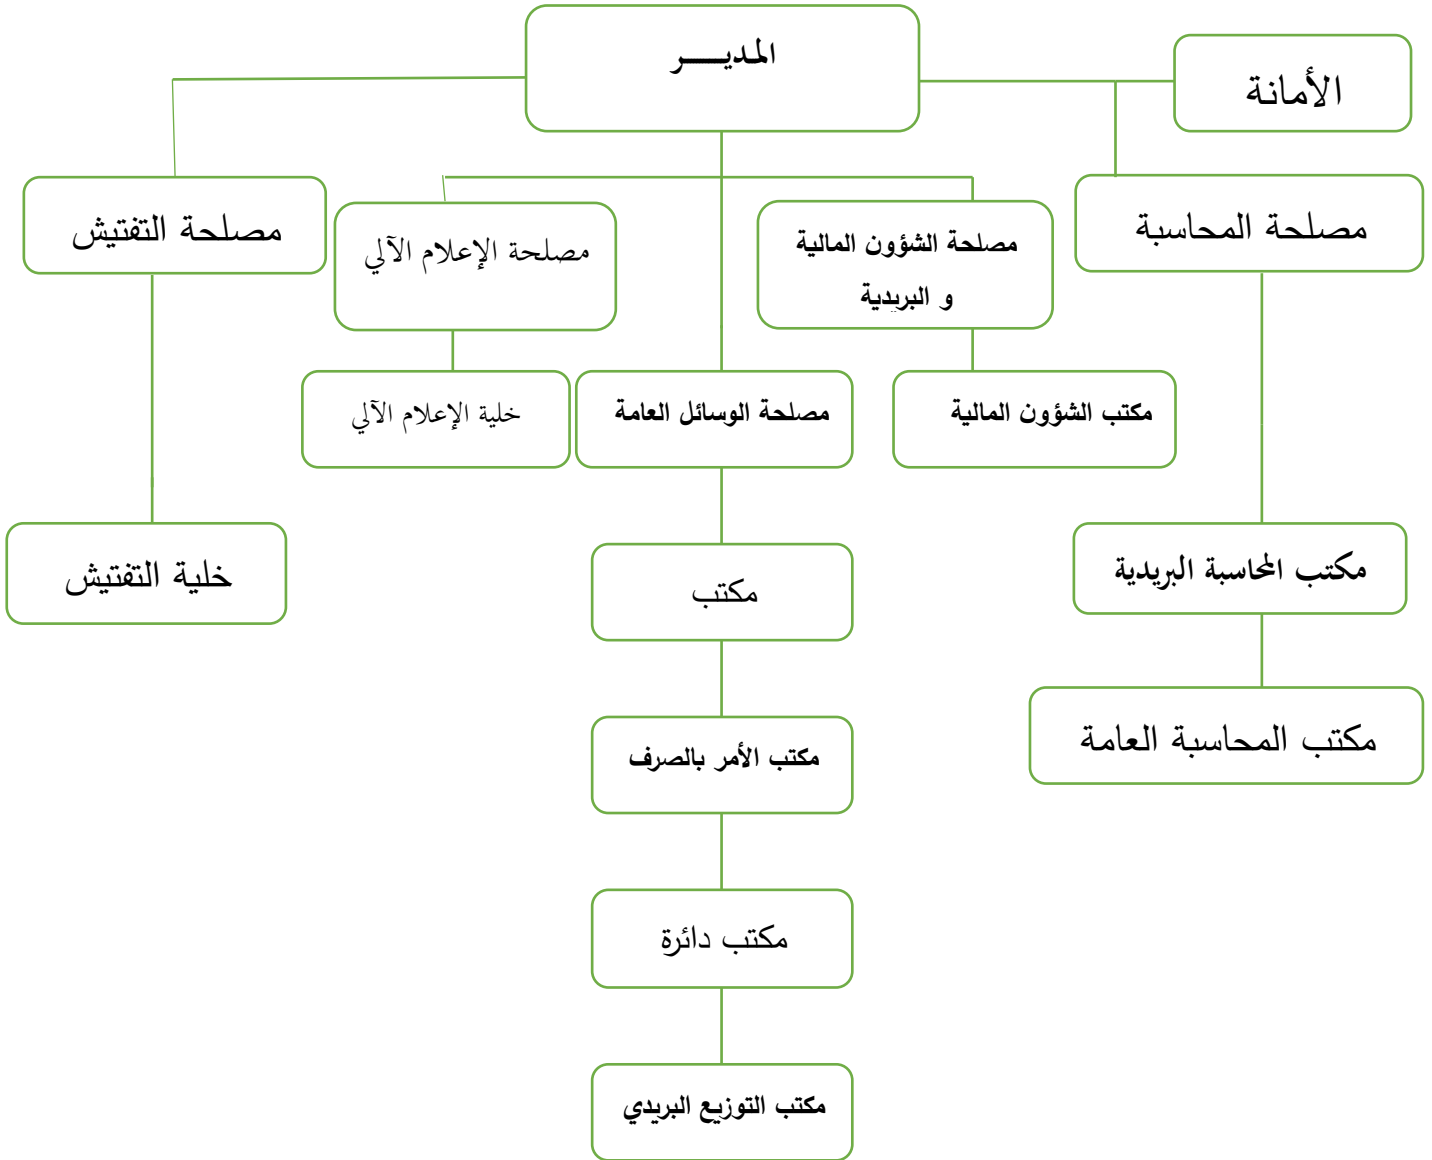 المديـــــر
الأمانة
مصلحة المحاسبة
مصلحة الشؤون المالية
و البريدية
مصلحة الإعلام الآلي
مصلحة التفتيش
مكتب الشؤون المالية
مصلحة الوسائل العامة
خلية الإعلام الآلي
مكتب المحاسبة البريدية
خلية التفتيش
مكتب
مكتب المحاسبة العامة
مكتب الأمر بالصرف
مكتب دائرة
مكتب التوزيع البريدي